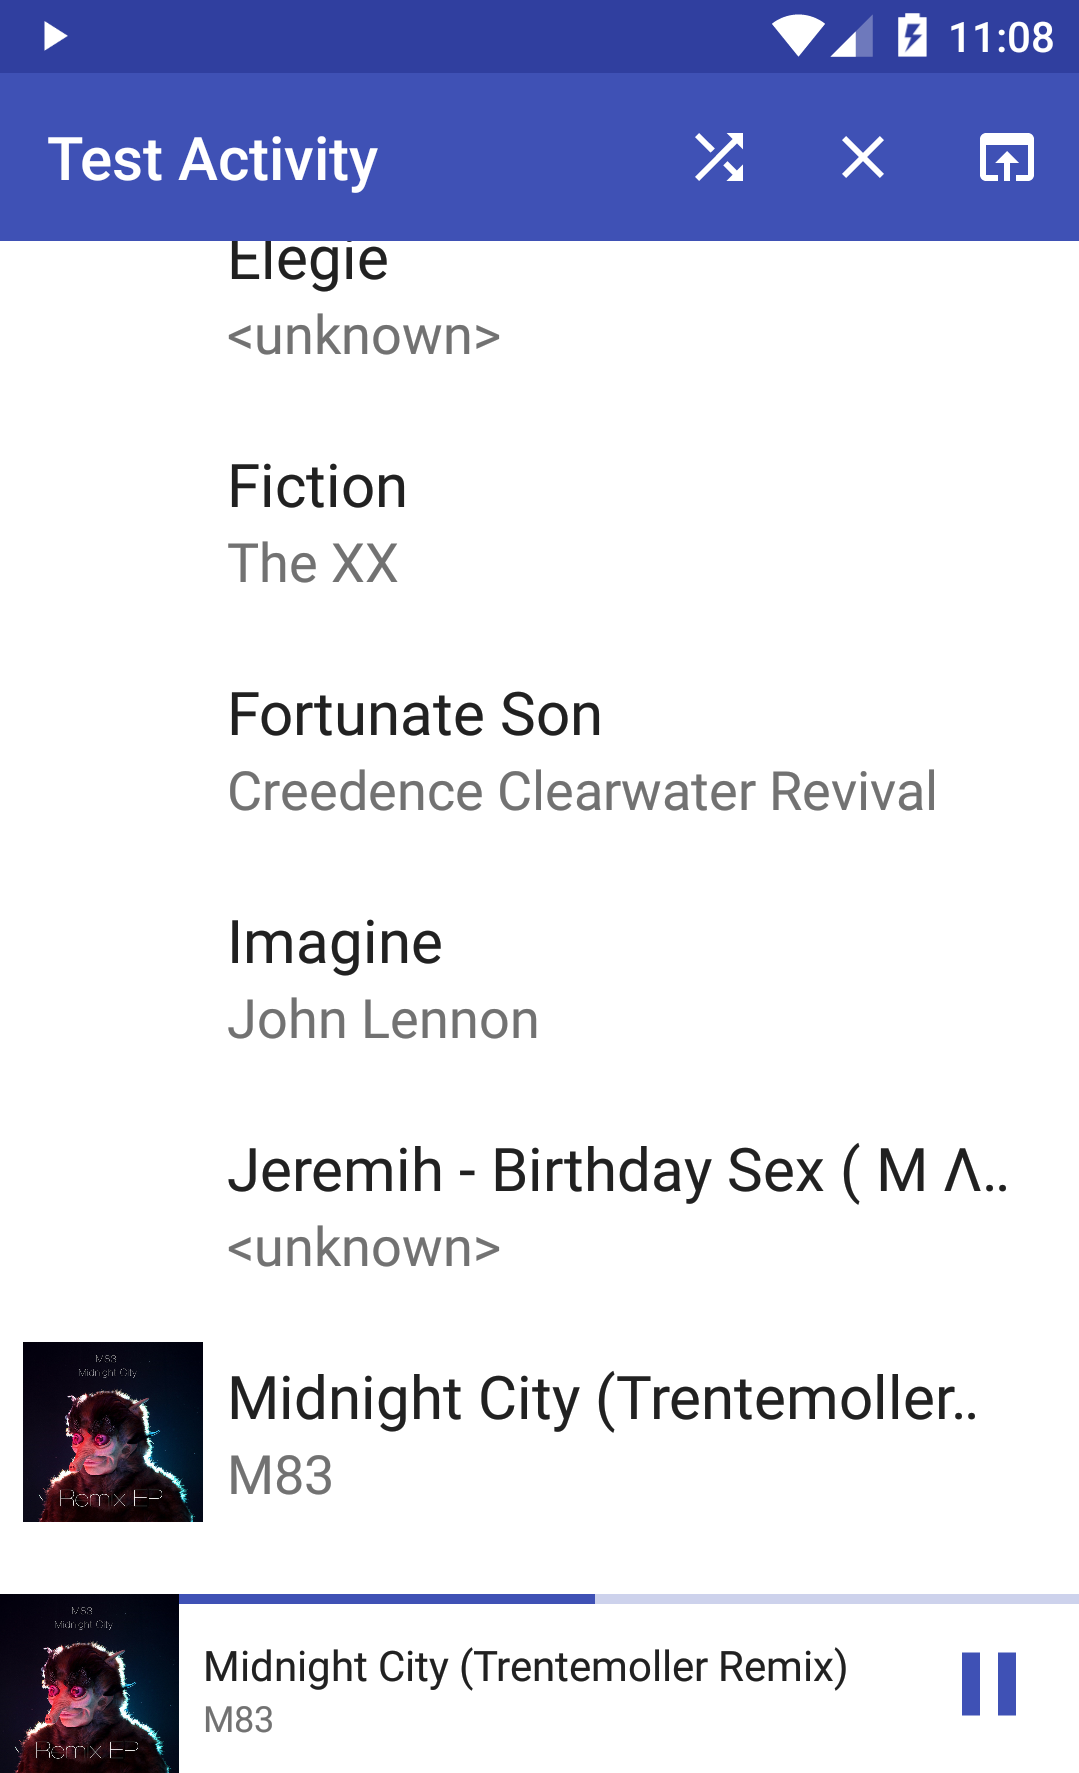 11:08
Test Activity
Elegie
<unknown>
Fiction
The XX
Fortunate Son
Creedence Clearwater Revival
Imagine
John Lennon
Jeremih - Birthday Sex ( M Λ..
<unknown>
M83
Midnight City
Remix EP
Midnight City (Trentemoller..
M83
M83
Midnight City
Remix EP
Midnight City (Trentemoller Remix)
M83